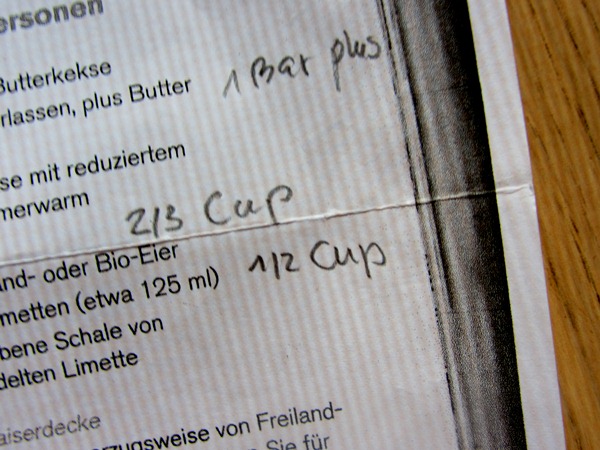 ersonen
Butterkekse
rlassen, plus Butter 1 Bar plus
se mit reduziertem
merwarm
2/3 Cup
and- oder Bio-Eier
metten (etwa 125 ml) 1/2 Cup
bene Schale von
delten Limette
aiserdecke
rzugsweise von Freiland-
Sie für